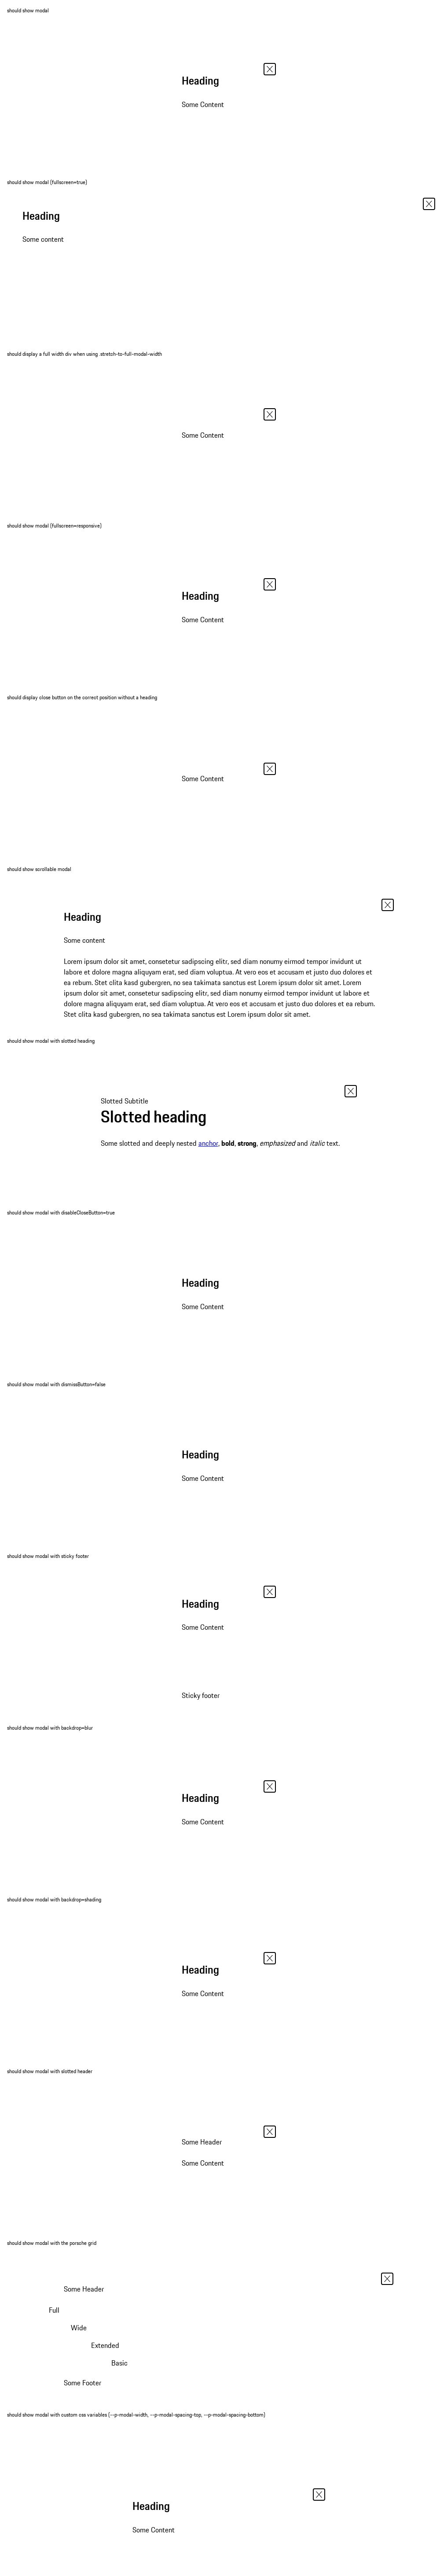 should show modal
Heading
Some Content
should show modal (fullscreen=true)
Heading
Some content
should display a full width div when using .stretch-to-full-modal-width
Some Content
should show modal (fullscreen=responsive)
Heading
Some Content
should display close button on the correct position without a heading
Some Content
should show scrollable modal
Heading
Some content
Lorem ipsum dolor sit amet, consetetur sadipscing elitr, sed diam nonumy eirmod tempor invidunt ut
labore et dolore magna aliquyam erat, sed diam voluptua. At vero eos et accusam et justo duo dolores et
ea rebum. Stet clita kasd gubergren, no sea takimata sanctus est Lorem ipsum dolor sit amet. Lorem
ipsum dolor sit amet, consetetur sadipscing elitr, sed diam nonumy eirmod tempor invidunt ut labore et
dolore magna aliquyam erat, sed diam voluptua. At vero eos et accusam et justo duo dolores et ea rebum.
Stet clita kasd gubergren, no sea takimata sanctus est Lorem ipsum dolor sit amet.
should show modal with slotted heading
Slotted Subtitle
Slotted heading
Some slotted and deeply nested anchor, bold, strong, emphasized and italic text.
should show modal with disableCloseButton=true
Heading
Some Content
should show modal with dismissButton=false
Heading
Some Content
should show modal with sticky footer
Heading
Some Content
Sticky footer
should show modal with backdrop=blur
Heading
Some Content
should show modal with backdrop=shading
Heading
Some Content
should show modal with slotted header
Some Header
Some Content
should show modal with the porsche grid
Some Header
Full
Wide
Extended
Basic
Some Footer
should show modal with custom css variables (--p-modal-width, --p-modal-spacing-top, --p-modal-spacing-bottom)
Heading
Some Content